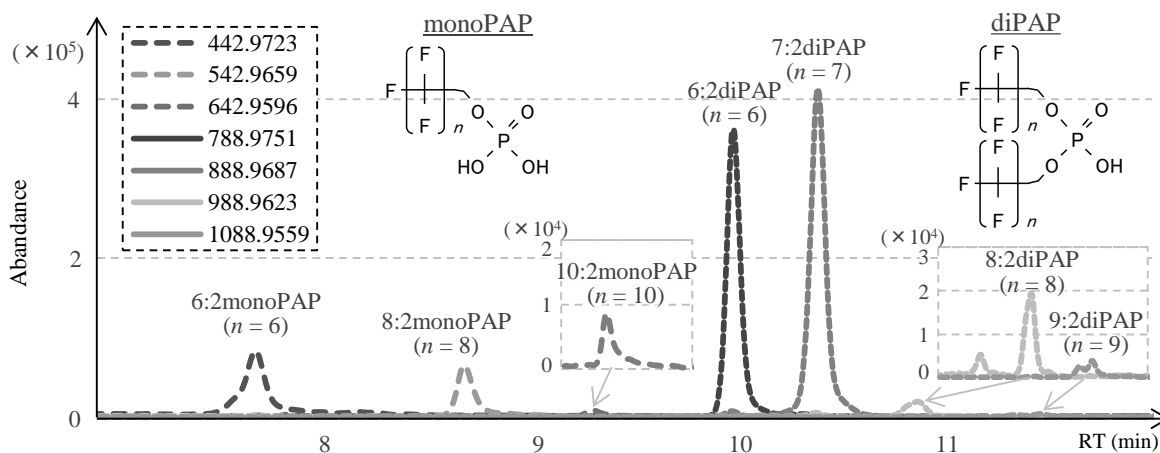 (×10⁵)
4
2
0
Abundance
442.9723
542.9659
642.9596
788.9751
888.9687
988.9623
1088.9559
monoPAP
F
F
F
n
O
O
P
HO
OH
diPAP
F
F
F
n
O
O
P
O
OH
F
F
F
n
6:2monoPAP
(n = 6)
8:2monoPAP
(n = 8)
(×10⁴)
2
1
0
10:2monoPAP
(n = 10)
6:2diPAP
(n = 6)
7:2diPAP
(n = 7)
(×10⁴)
3
2
1
0
8:2diPAP
(n = 8)
9:2diPAP
(n = 9)
8
9
10
11
RT (min)